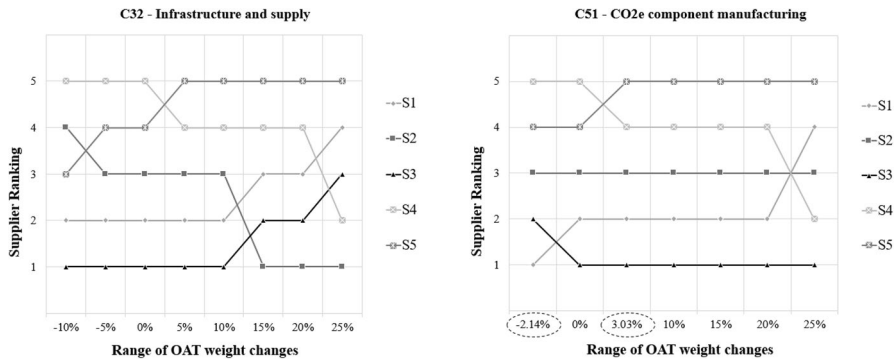 C32 - Infrastructure and supply
Supplier Ranking
5
4
3
2
1
-10% -5% 0% 5% 10% 15% 20% 25%
Range of OAT weight changes
S1
S2
S3
S4
S5
C51 - CO2e component manufacturing
Supplier Ranking
5
4
3
2
1
-2.14% 0% 3.03% 10% 15% 20% 25%
Range of OAT weight changes
S1
S2
S3
S4
S5